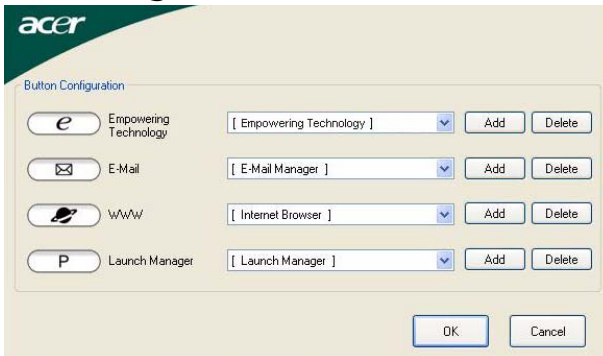 acer
Button Configuration
e Empowering Technology [ Empowering Technology ] Add Delete
E-Mail [ E-Mail Manager ] Add Delete
WWW [ Internet Browser ] Add Delete
P Launch Manager [ Launch Manager ] Add Delete
OK Cancel